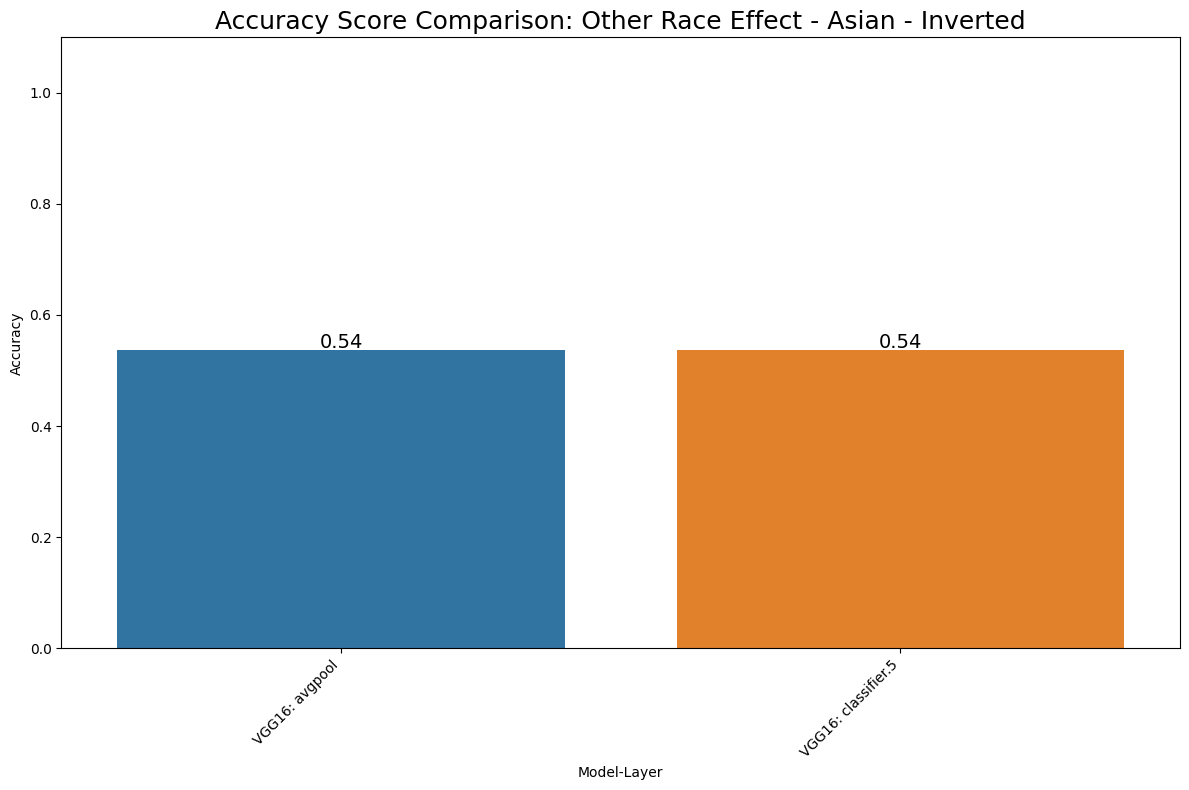 Accuracy Score Comparison: Other Race Effect - Asian - Inverted
1.0
0.8
0.6
0.4
0.2
0.0
Accuracy
0.54
0.54
VGG16: avgpool
VGG16: classifier.5
Model-Layer